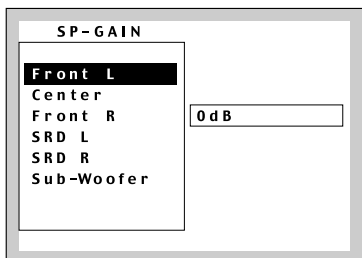 SP-GAIN
Front L
Center
Front R
0dB
SRD L
SRD R
Sub-Woofer